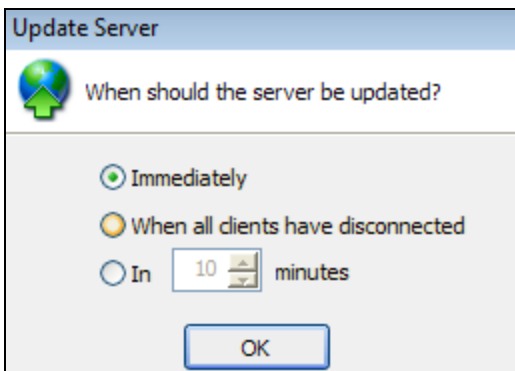 Update Server
When should the server be updated?
Immediately
When all clients have disconnected
In 10 minutes
OK